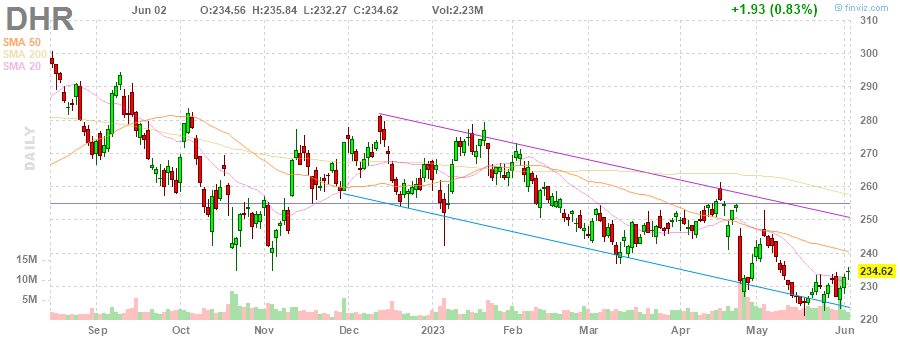 DHR Jun 02 O:234.56 H:235.84 L:232.27 C:234.62 Vol:2.23M +1.93 (0.83%) © finviz.com
SMA 50
SMA 200
SMA 20
DAILY
310
300
290
280
270
260
250
240
234.62
230
220
15M
10M
5M
Sep Oct Nov Dec 2023 Feb Mar Apr May Jun